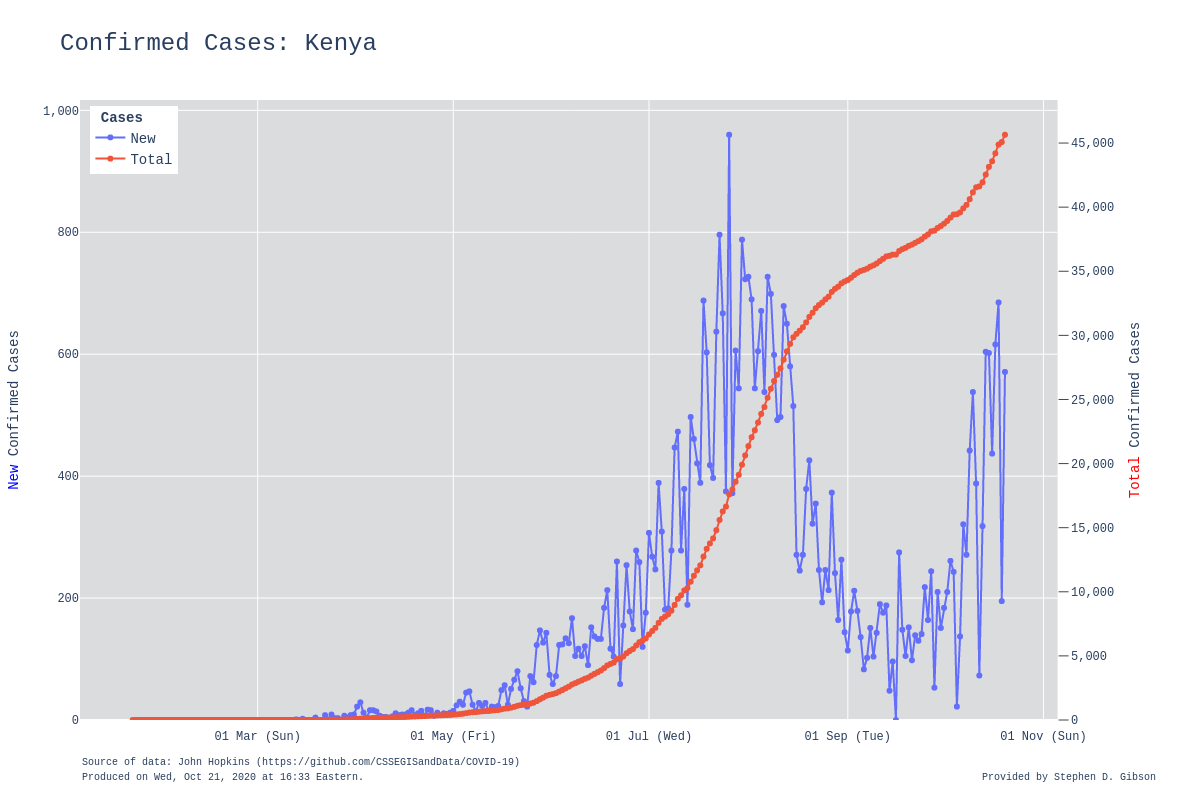 Confirmed Cases: Kenya
Cases
New
Total
1,000
800
600
400
200
0
New Confirmed Cases
45,000
40,000
35,000
30,000
25,000
20,000
15,000
10,000
5,000
0
Total Confirmed Cases
01 Mar (Sun)
01 May (Fri)
01 Jul (Wed)
01 Sep (Tue)
01 Nov (Sun)
Source of data: John Hopkins (https://github.com/CSSEGISandData/COVID-19)
Produced on Wed, Oct 21, 2020 at 16:33 Eastern.
Provided by Stephen D. Gibson